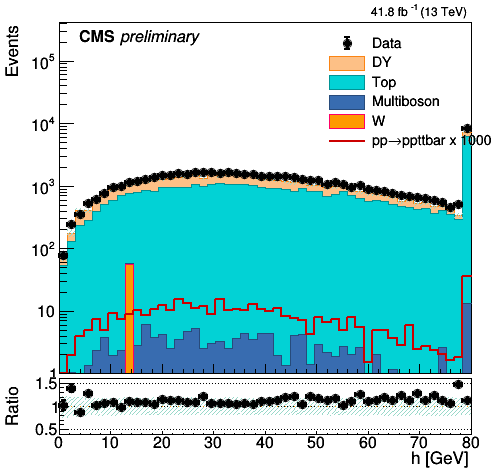 41.8 fb⁻¹ (13 TeV)
CMS preliminary
Events
Data
DY
Top
Multiboson
W
pp→ppttbar x 1000
10⁵
10⁴
10³
10²
10
1
Ratio
1.5
1
0.5
0 10 20 30 40 50 60 70 80
h [GeV]